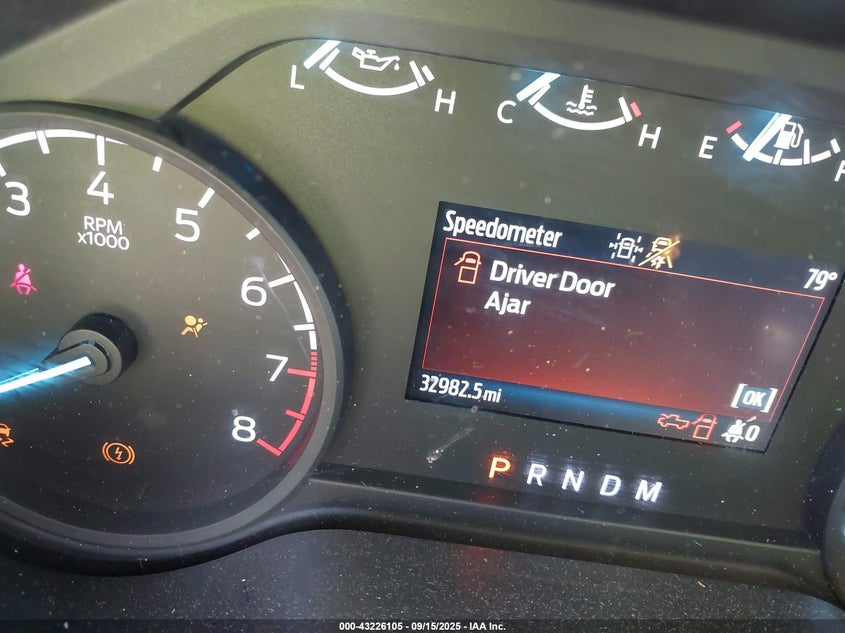 L H
C H
E F
3 4 5 6 7 8
RPM
x1000
Speedometer
79°
Driver Door
Ajar
32982.5 mi
[OK]
0
P R N D M
000-43226105 - 09/15/2025 - IAA Inc.